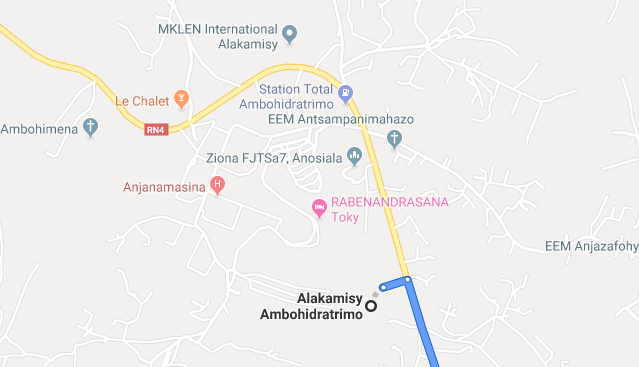 MKLEN International
Alakamisy
Station Total
Ambohidratrimo
Le Chalet
EEM Antsampanimahazo
RN4
Ambohimena
Ziona FJTSa7, Anosiala
Anjanamasina
H
RABENANDRASANA
Toky
EEM Anjazafohy
Alakamisy
Ambohidratrimo